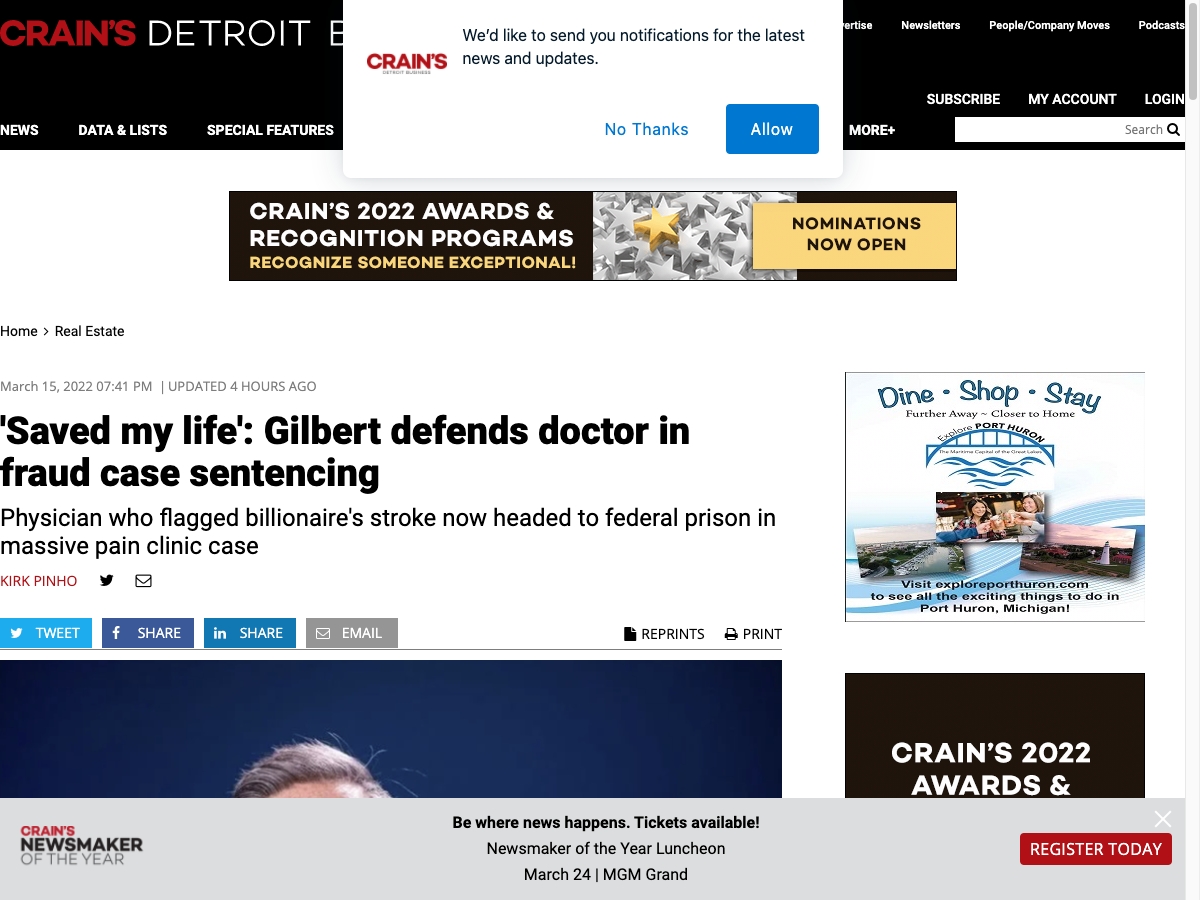 CRAIN'S DETROIT B
We'd like to send you notifications for the latest
news and updates.
CRAIN'S
DETROIT BUSINESS
No Thanks
Allow
Newsletters
People/Company Moves
Podcasts
SUBSCRIBE
MY ACCOUNT
LOGIN
NEWS
DATA & LISTS
SPECIAL FEATURES
MORE+
Search
CRAIN'S 2022 AWARDS &
RECOGNITION PROGRAMS
RECOGNIZE SOMEONE EXCEPTIONAL!
NOMINATIONS
NOW OPEN
Home > Real Estate
March 15, 2022 07:41 PM | UPDATED 4 HOURS AGO
'Saved my life': Gilbert defends doctor in
fraud case sentencing
Physician who flagged billionaire's stroke now headed to federal prison in
massive pain clinic case
KIRK PINHO
TWEET
SHARE
SHARE
EMAIL
REPRINTS
PRINT
Dine • Shop • Stay
Further Away ~ Closer to Home
Explore PORT HURON
The Maritime Capital of the Great Lakes
Visit exploreporthuron.com
to see all the exciting things to do in
Port Huron, Michigan!
CRAIN'S 2022
AWARDS &
CRAIN'S
NEWSMAKER
OF THE YEAR
Be where news happens. Tickets available!
Newsmaker of the Year Luncheon
March 24 | MGM Grand
REGISTER TODAY